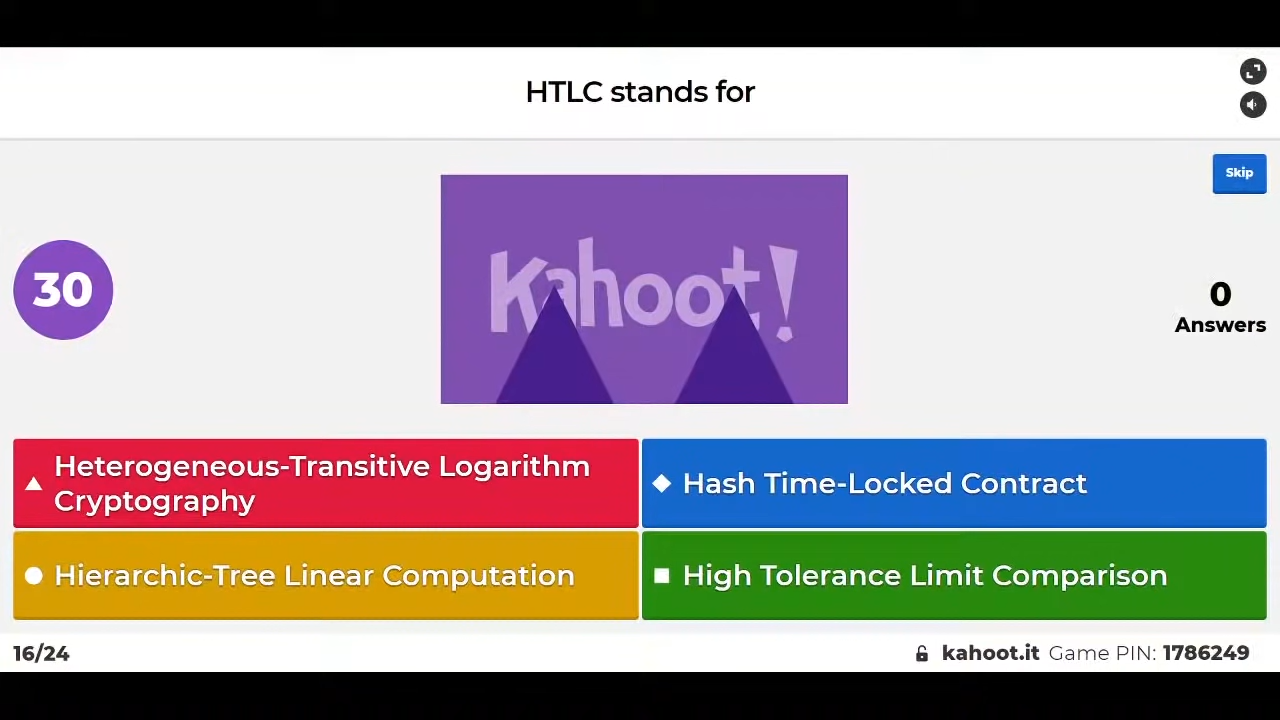 HTLC stands for
Skip
30
Kahoot!
0
Answers
Heterogeneous-Transitive Logarithm
Cryptography
Hash Time-Locked Contract
Hierarchic-Tree Linear Computation
High Tolerance Limit Comparison
16/24
kahoot.it Game PIN: 1786249